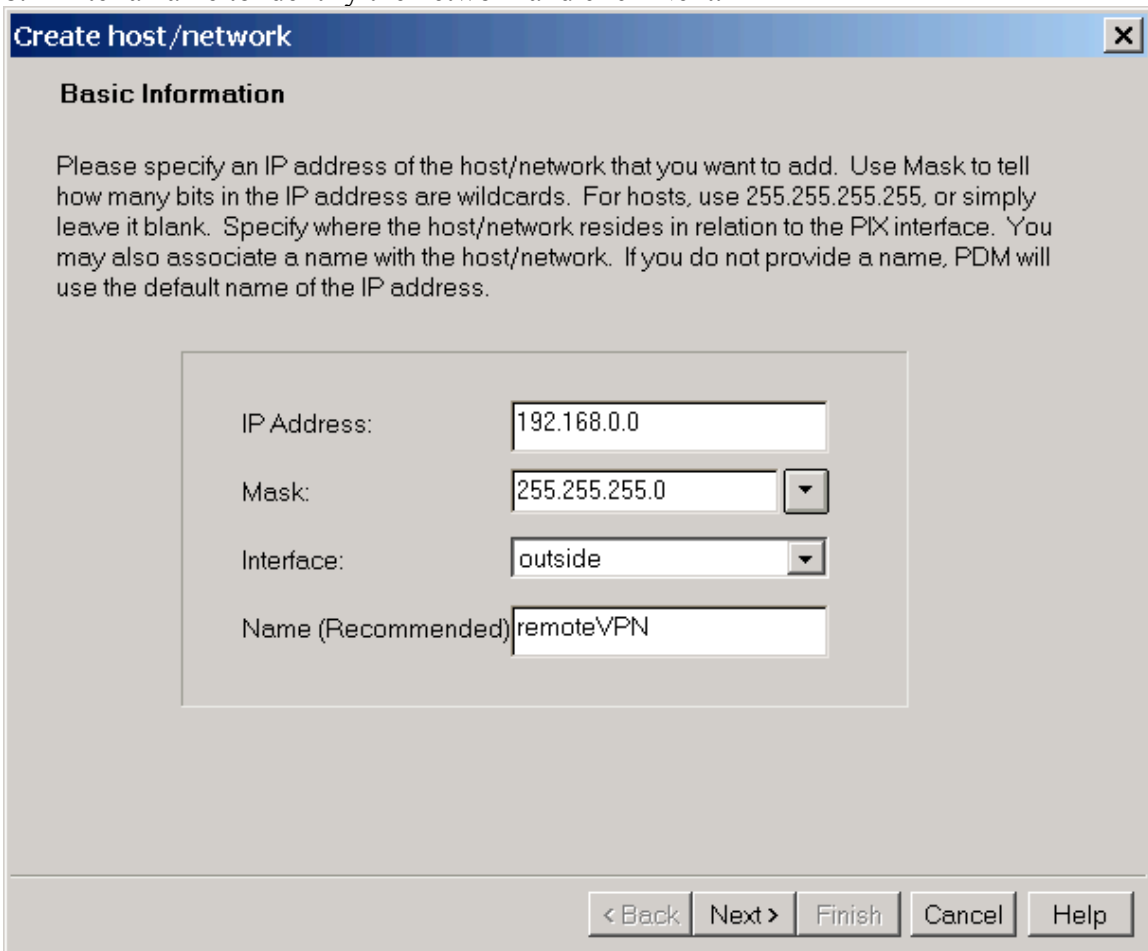 Create host/network
Basic Information
Please specify an IP address of the host/network that you want to add. Use Mask to tell
how many bits in the IP address are wildcards. For hosts, use 255.255.255.255, or simply
leave it blank. Specify where the host/network resides in relation to the PIX interface. You
may also associate a name with the host/network. If you do not provide a name, PDM will
use the default name of the IP address.
IP Address: 192.168.0.0
Mask: 255.255.255.0
Interface: outside
Name (Recommended) remoteVPN
< Back Next > Finish Cancel Help